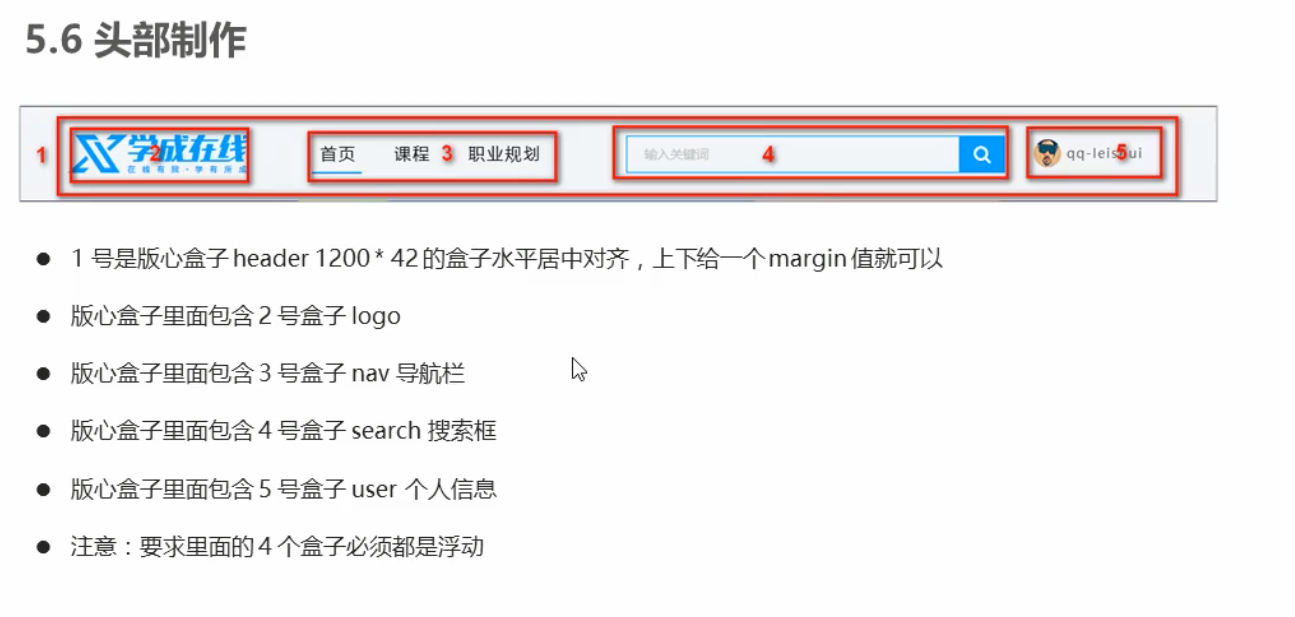 5.6 头部制作
1 学成在线 2 首页 课程 3 职业规划 输入关键词 4 5
在线有我·学有所成
● 1 号是版心盒子 header 1200 * 42 的盒子水平居中对齐，上下给一个 margin 值就可以
● 版心盒子里面包含 2 号盒子 logo
● 版心盒子里面包含 3 号盒子 nav 导航栏
● 版心盒子里面包含 4 号盒子 search 搜索框
● 版心盒子里面包含 5 号盒子 user 个人信息
● 注意：要求里面的 4 个盒子必须都是浮动